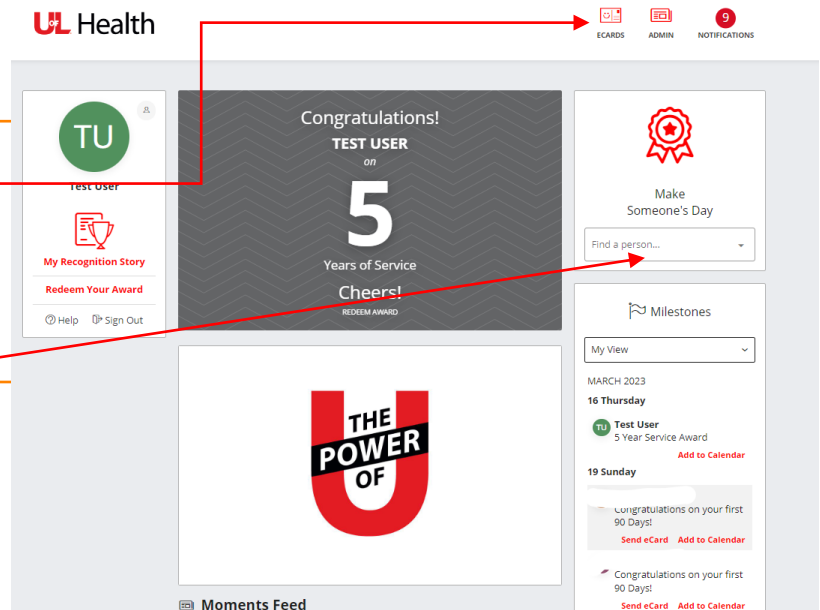 UofL Health
ECARDS
ADMIN
9
NOTIFICATIONS
TU
Test User
My Recognition Story
Redeem Your Award
Help
Sign Out
Congratulations!
TEST USER
on
5
Years of Service
Cheers!
REDEEM AWARD
THE
POWER
OF
U
Moments Feed
Make
Someone's Day
Find a person...
Milestones
My View
MARCH 2023
16 Thursday
TU
Test User
5 Year Service Award
Add to Calendar
19 Sunday
Congratulations on your first
90 Days!
Send eCard Add to Calendar
Congratulations on your first
90 Days!
Send eCard Add to Calendar